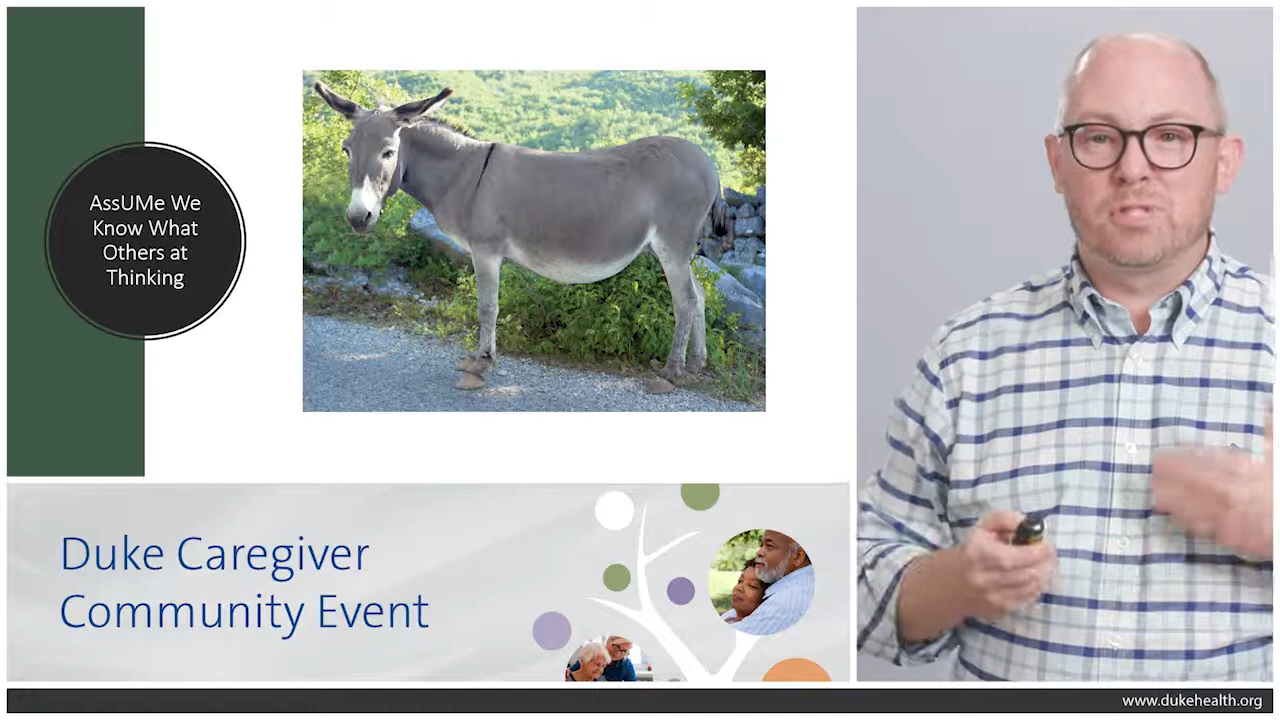 AssUMe We
Know What
Others at
Thinking
Duke Caregiver
Community Event
www.dukehealth.org